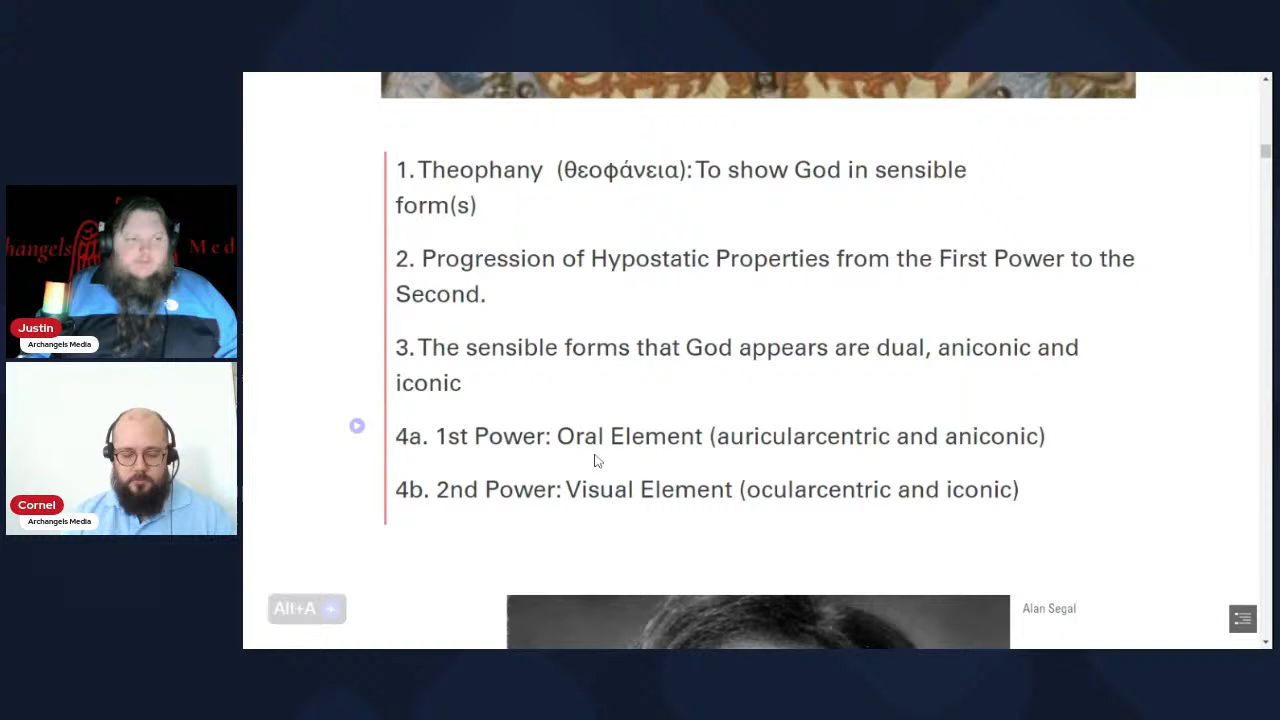 hangels Med
Justin
Archangels Media
Cornel
Archangels Media
1. Theophany (θεοφάνεια): To show God in sensible
form(s)
2. Progression of Hypostatic Properties from the First Power to the
Second.
3. The sensible forms that God appears are dual, aniconic and
iconic
4a. 1st Power: Oral Element (auricularcentric and aniconic)
4b. 2nd Power: Visual Element (ocularcentric and iconic)
Alt+A
Alan Segal